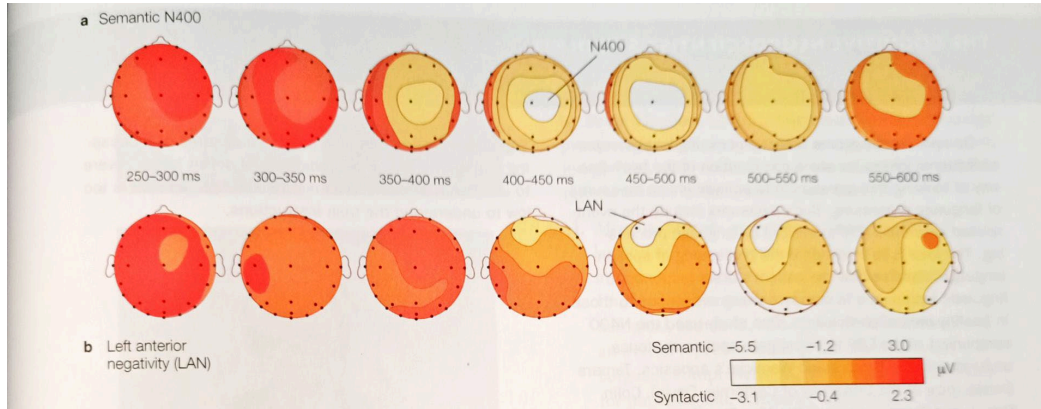 a Semantic N400
N400
250–300 ms 300–350 ms 350–400 ms 400–450 ms 450–500 ms 500–550 ms 550–600 ms
LAN
b Left anterior
negativity (LAN)
Semantic –5.5 –1.2 3.0
µV
Syntactic –3.1 –0.4 2.3